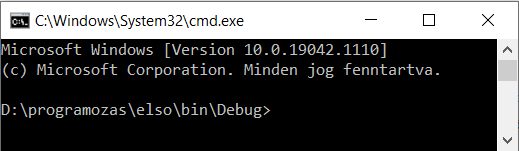 C:\Windows\System32\cmd.exe
Microsoft Windows [Version 10.0.19042.1110]
(c) Microsoft Corporation. Minden jog fenntartva.
D:\programozas\elso\bin\Debug>